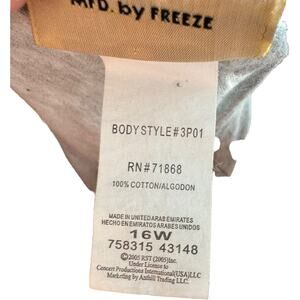 MFD. by FREEZE
BODYSTYLE#3P01
RN#71868
100% COTTON/ALGODON
MADE IN UNITED ARAB EMIRATES
HECHO EN EMIRATOS ARABES UNIDOS
16W
758315 43148
©2005 RST (2005) Inc.
Under License to
Concert Productions International(USA)LLC
Marketing by Anthill Trading LLC.